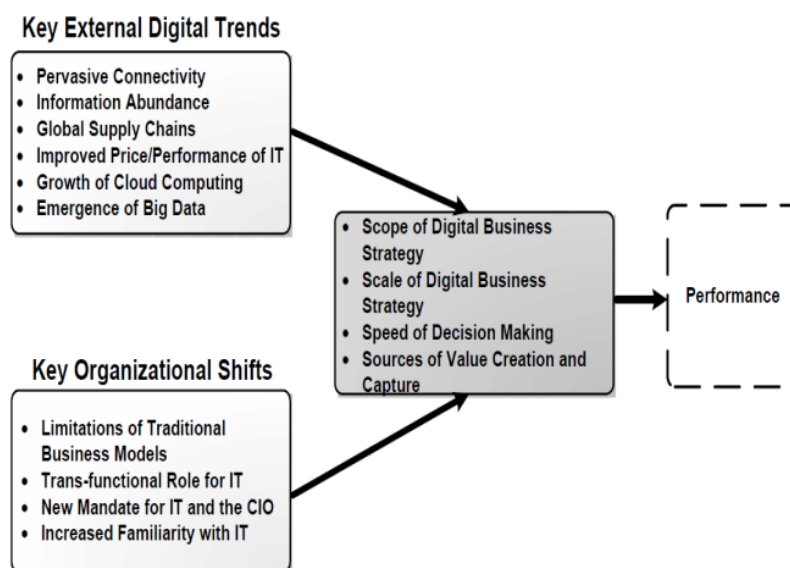 Key External Digital Trends
• Pervasive Connectivity
• Information Abundance
• Global Supply Chains
• Improved Price/Performance of IT
• Growth of Cloud Computing
• Emergence of Big Data
• Scope of Digital Business
Strategy
• Scale of Digital Business
Strategy
• Speed of Decision Making
• Sources of Value Creation and
Capture
Performance
Key Organizational Shifts
• Limitations of Traditional
Business Models
• Trans-functional Role for IT
• New Mandate for IT and the CIO
• Increased Familiarity with IT